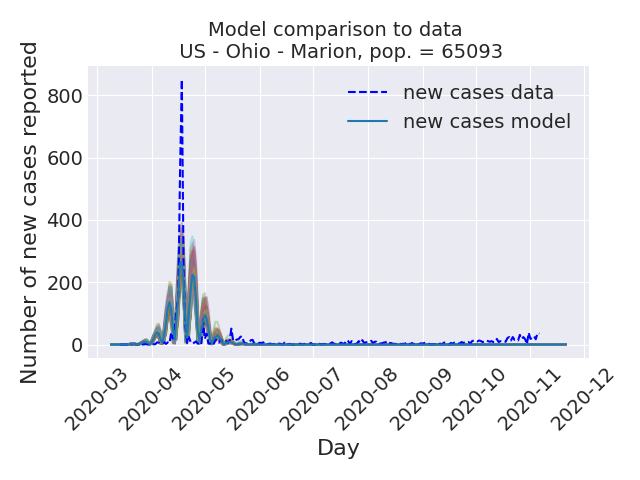 Model comparison to data
US - Ohio - Marion, pop. = 65093
Number of new cases reported
800
600
400
200
0
new cases data
new cases model
2020-03
2020-04
2020-05
2020-06
2020-07
2020-08
2020-09
2020-10
2020-11
2020-12
Day